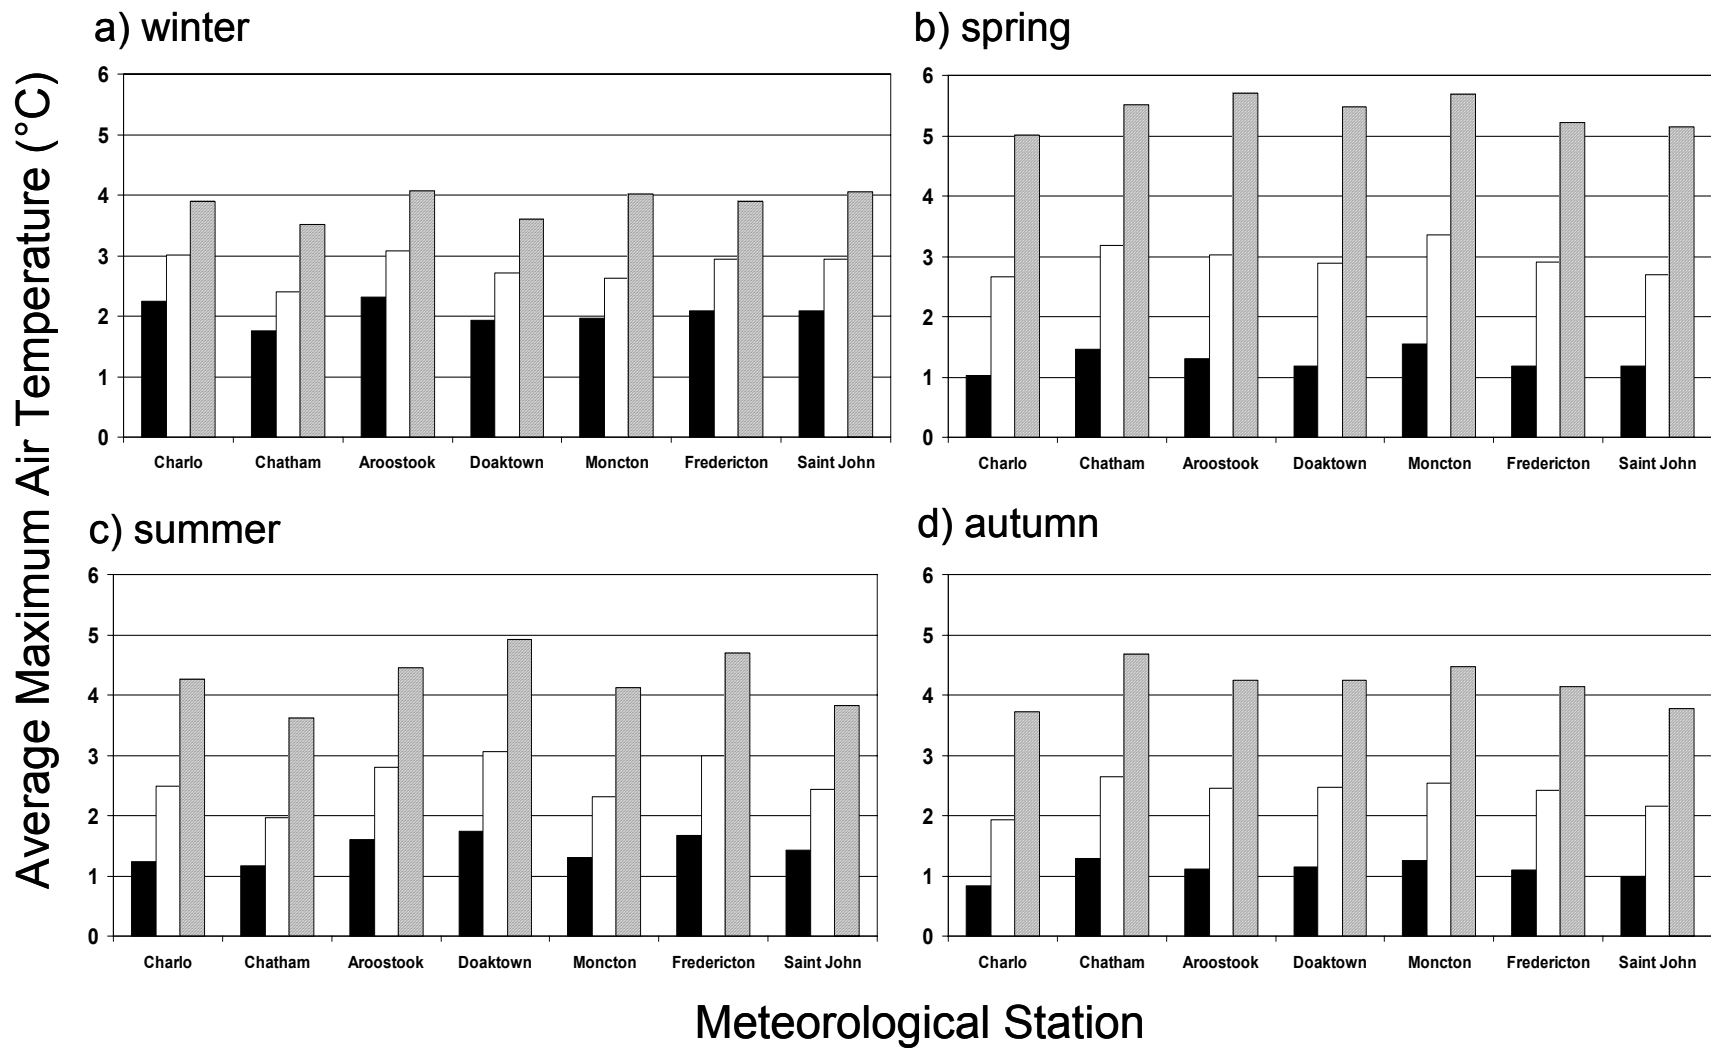 a) winter
b) spring
Average Maximum Air Temperature (°C)
6
5
4
3
2
1
0
Charlo Chatham Aroostook Doaktown Moncton Fredericton Saint John
6
5
4
3
2
1
0
Charlo Chatham Aroostook Doaktown Moncton Fredericton Saint John
c) summer
d) autumn
6
5
4
3
2
1
0
Charlo Chatham Aroostook Doaktown Moncton Fredericton Saint John
6
5
4
3
2
1
0
Charlo Chatham Aroostook Doaktown Moncton Fredericton Saint John
Meteorological Station